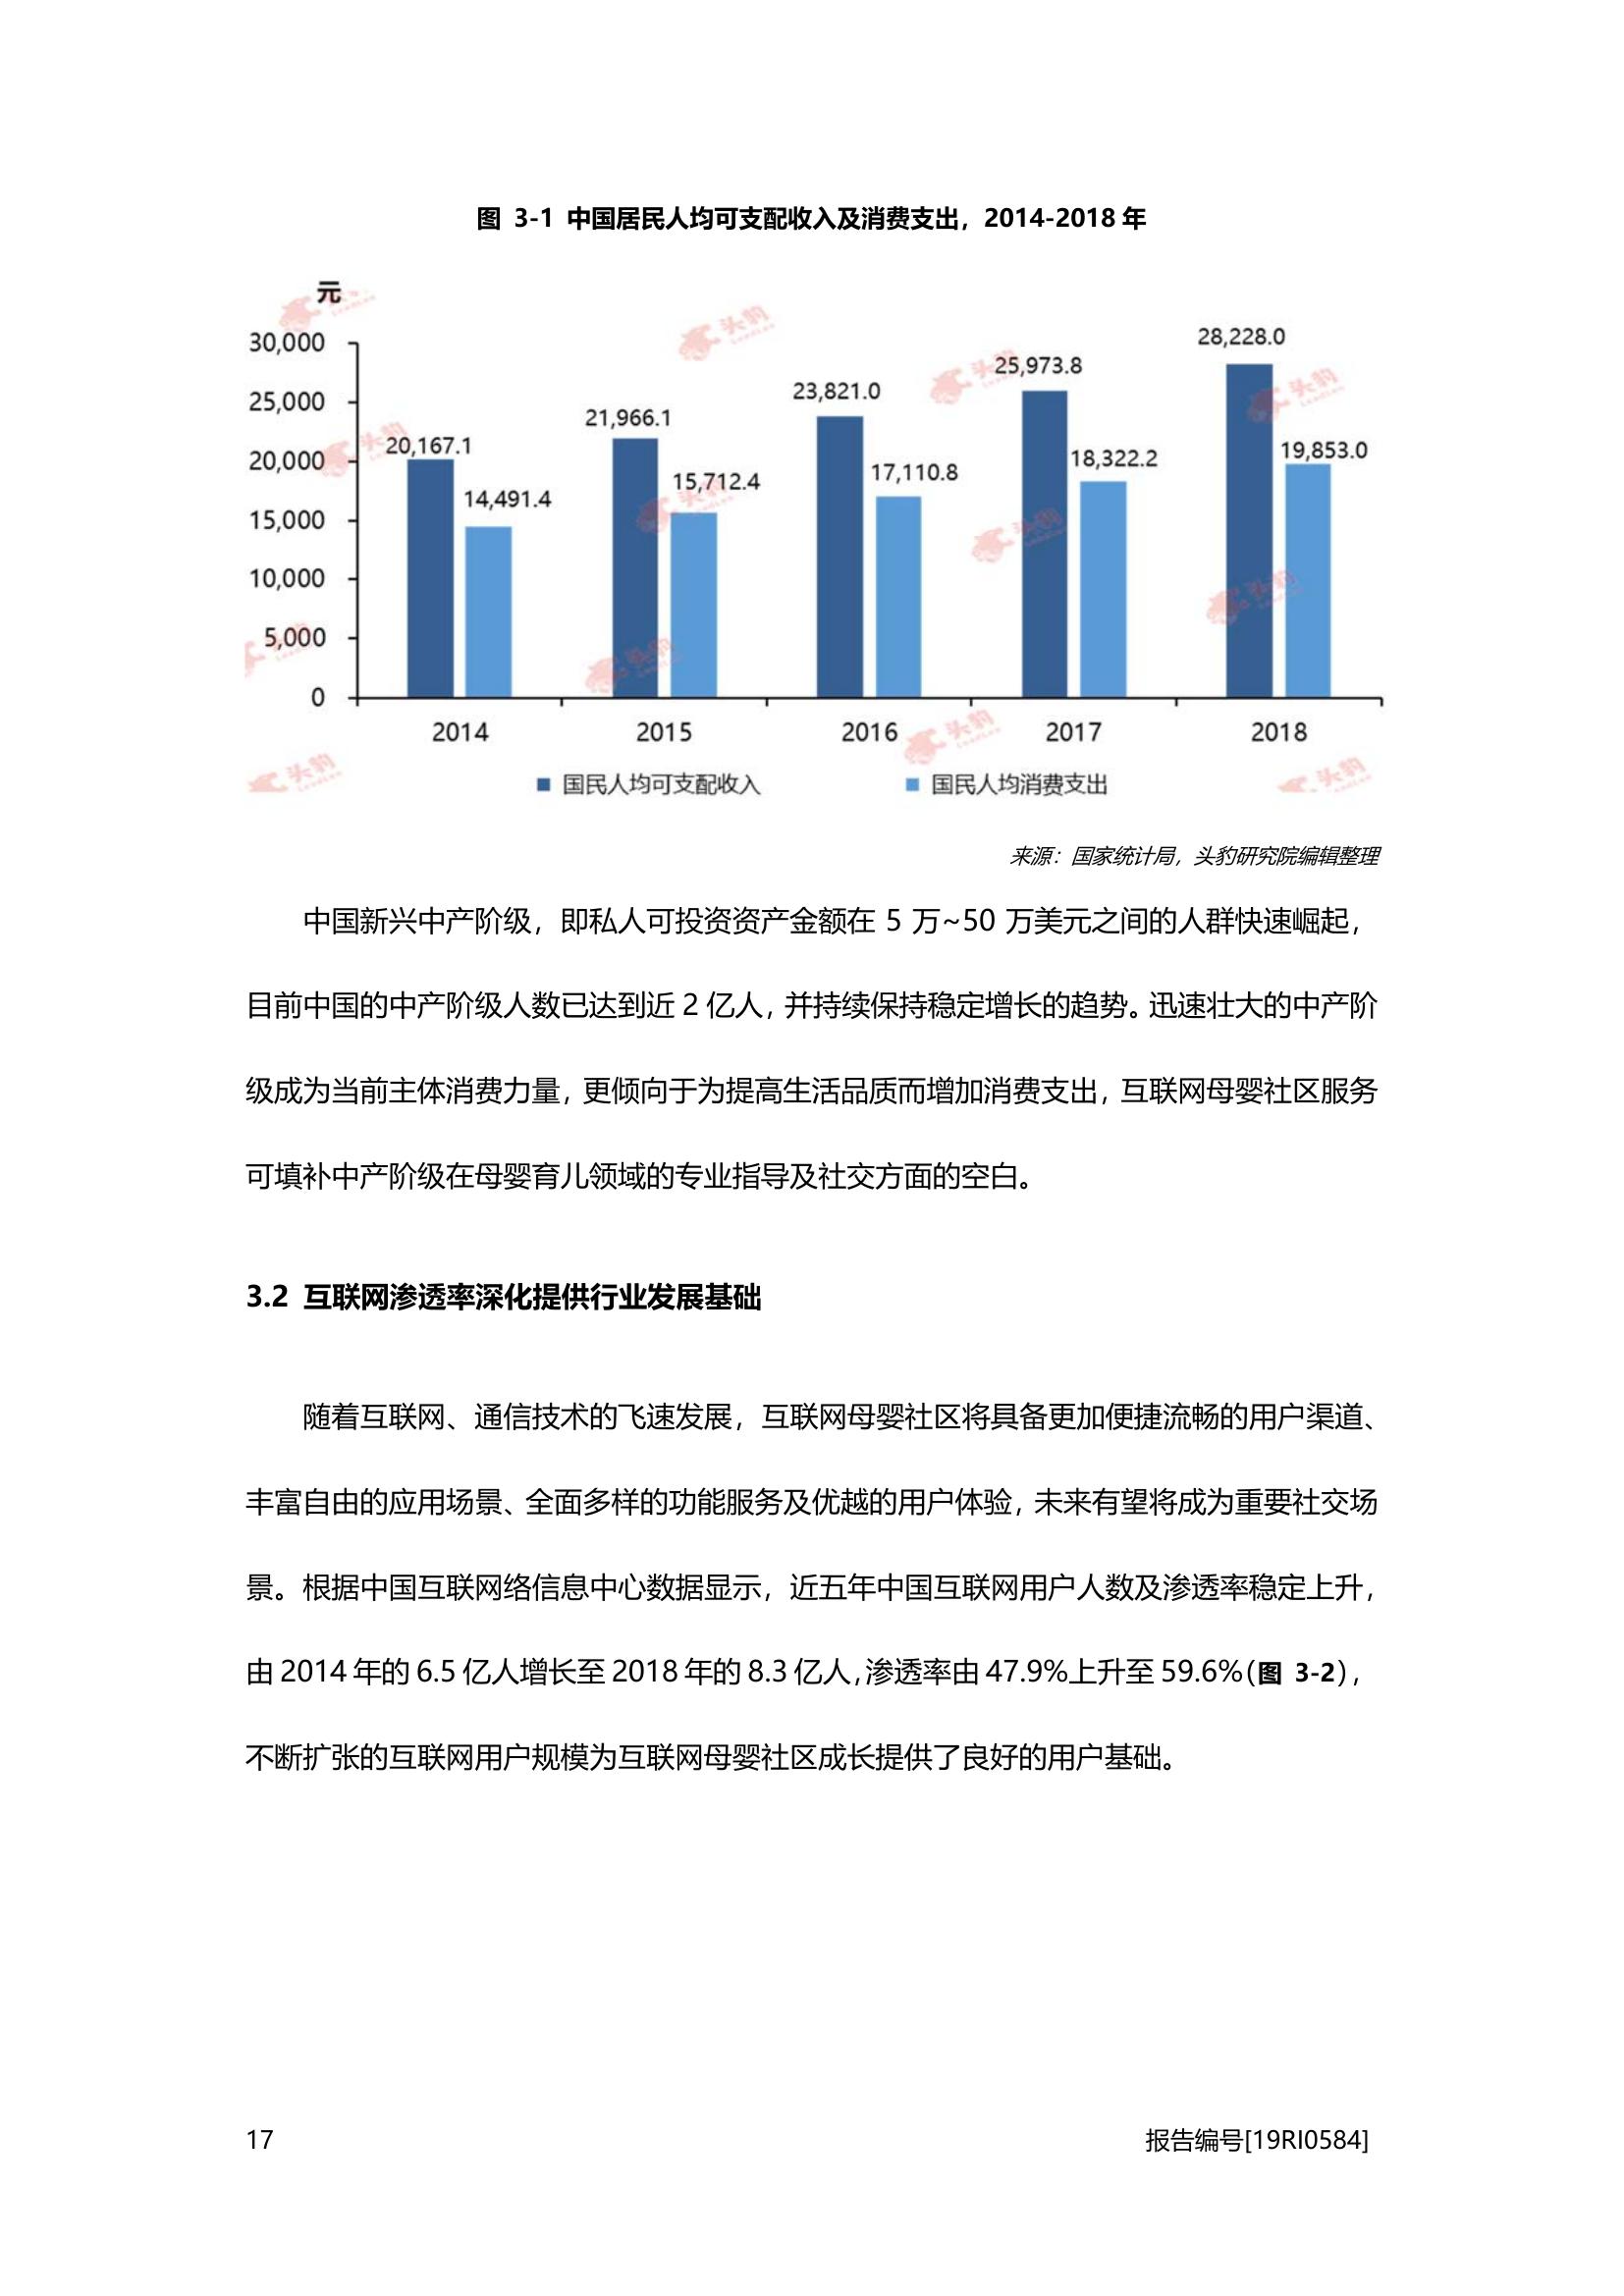 图 3-1 中国居民人均可支配收入及消费支出，2014-2018 年
元
30,000
25,000
20,000
15,000
10,000
5,000
0
20,167.1
14,491.4
21,966.1
15,712.4
23,821.0
17,110.8
25,973.8
18,322.2
28,228.0
19,853.0
2014 2015 2016 2017 2018
国民人均可支配收入 国民人均消费支出
头豹
来源：国家统计局，头豹研究院编辑整理
中国新兴中产阶级，即私人可投资资产金额在 5 万~50 万美元之间的人群快速崛起，
目前中国的中产阶级人数已达到近 2 亿人，并持续保持稳定增长的趋势。迅速壮大的中产阶
级成为当前主体消费力量，更倾向于为提高生活品质而增加消费支出，互联网母婴社区服务
可填补中产阶级在母婴育儿领域的专业指导及社交方面的空白。
3.2 互联网渗透率深化提供行业发展基础
随着互联网、通信技术的飞速发展，互联网母婴社区将具备更加便捷流畅的用户渠道、
丰富自由的应用场景、全面多样的功能服务及优越的用户体验，未来有望将成为重要社交场
景。根据中国互联网络信息中心数据显示，近五年中国互联网用户人数及渗透率稳定上升，
由 2014 年的 6.5 亿人增长至 2018 年的 8.3 亿人，渗透率由 47.9%上升至 59.6%（图 3-2），
不断扩张的互联网用户规模为互联网母婴社区成长提供了良好的用户基础。
17
报告编号[19RI0584]